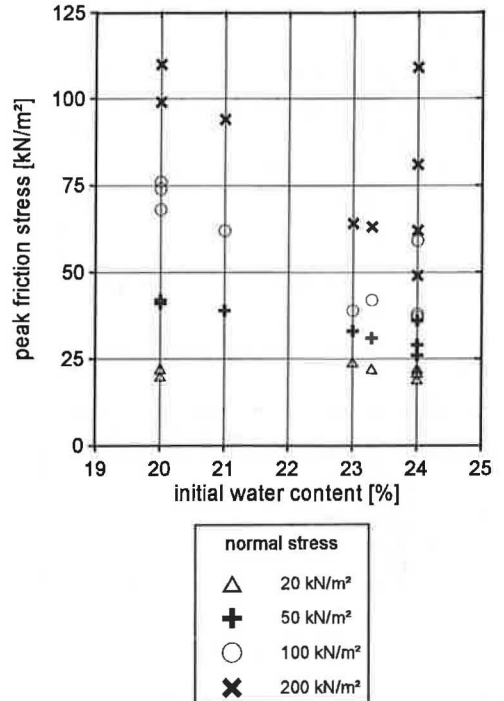 125
100
75
50
25
0
peak friction stress [kN/m²]
19 20 21 22 23 24 25
initial water content [%]
normal stress
20 kN/m²
50 kN/m²
100 kN/m²
200 kN/m²